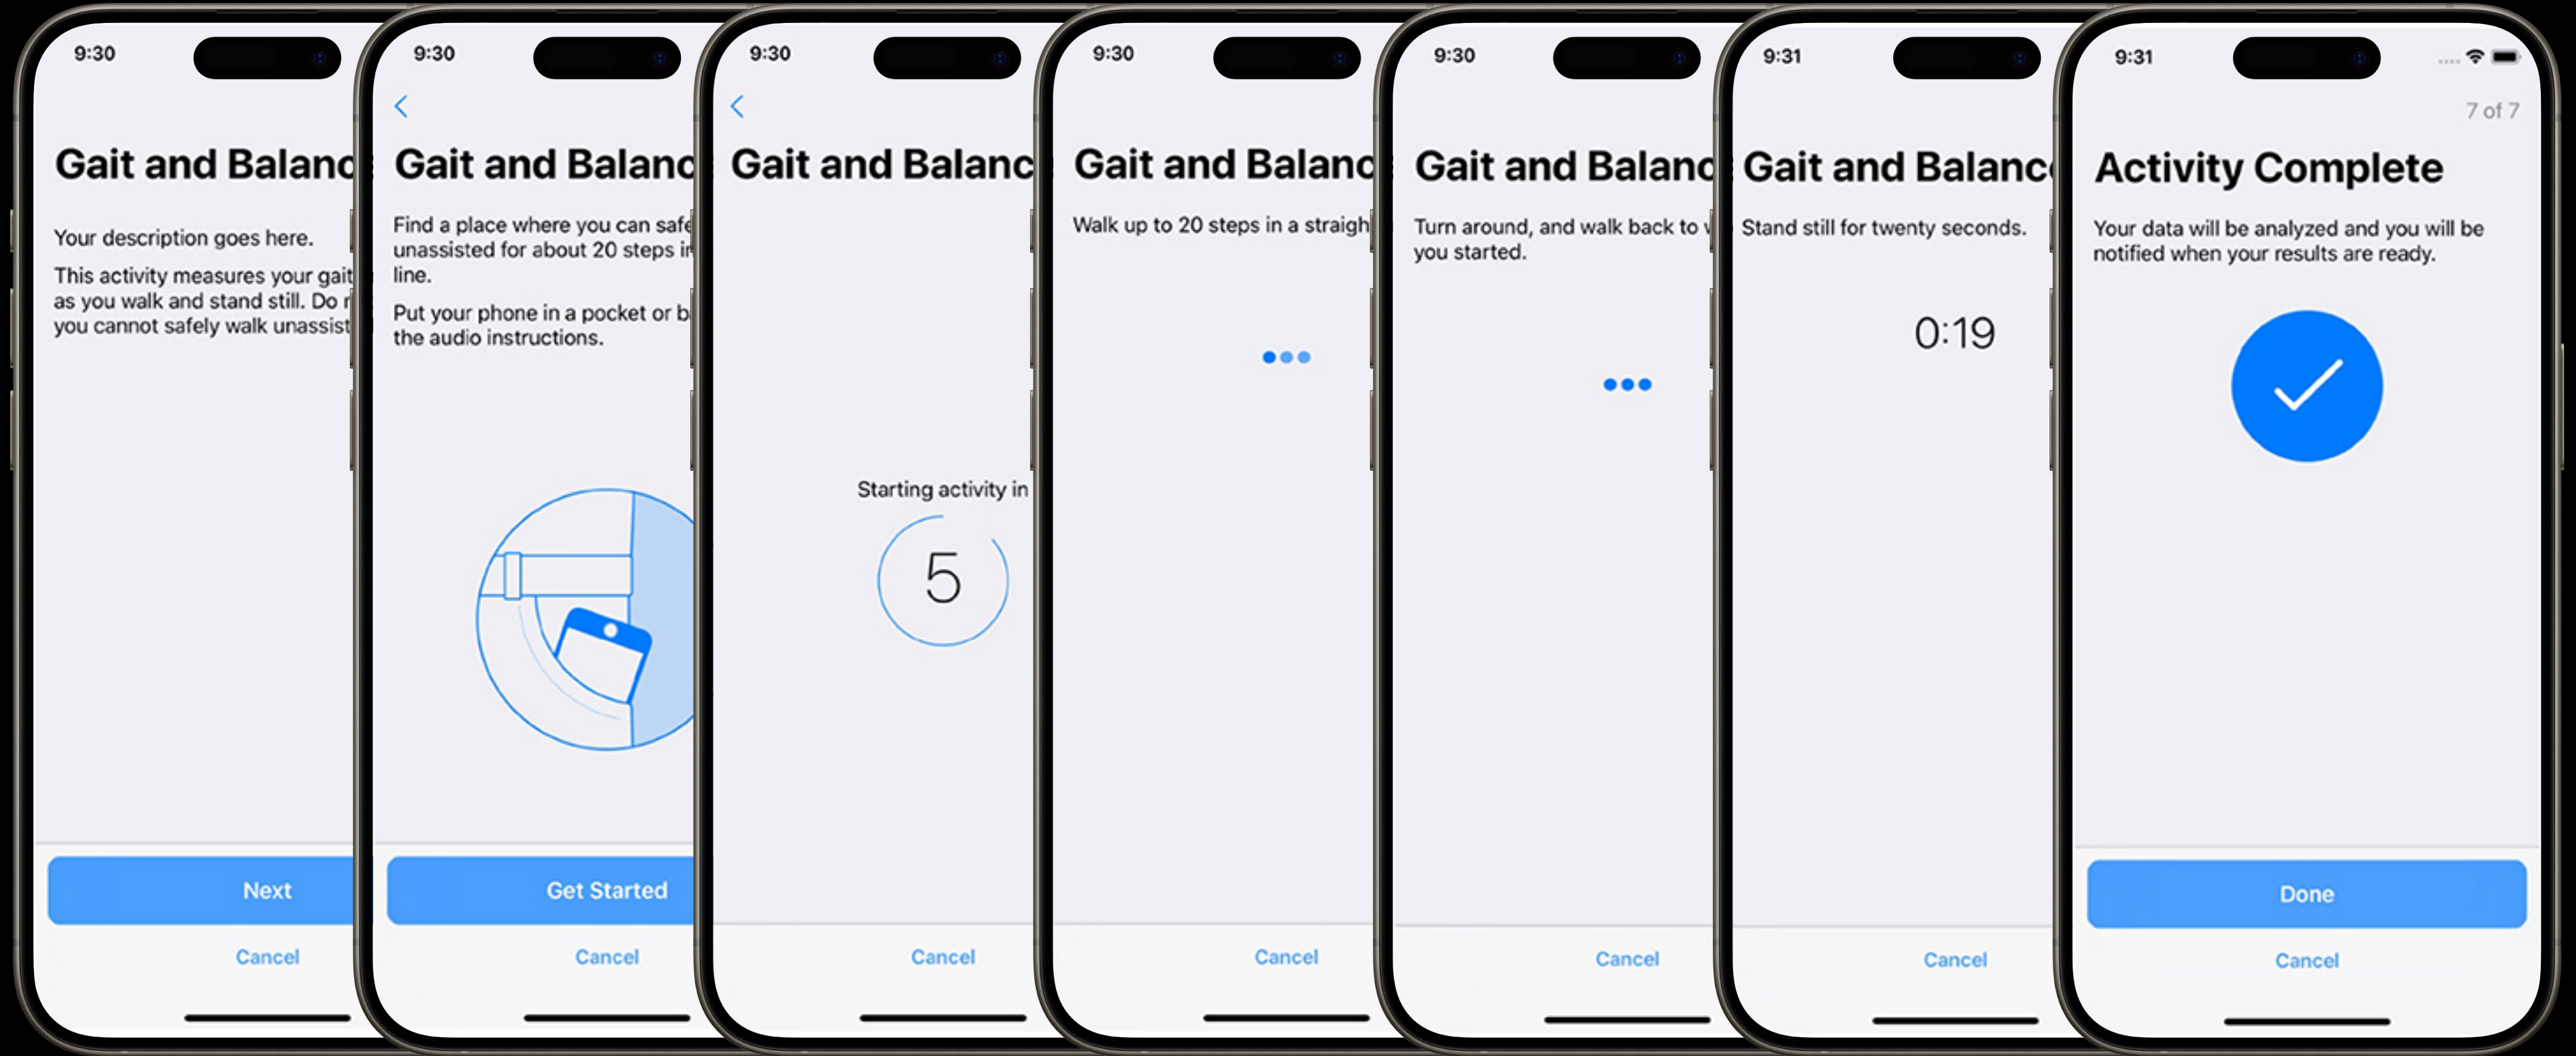 9:30
Gait and Balanc
Your description goes here.
This activity measures your gait
as you walk and stand still. Do
you cannot safely walk unassist
Next
Cancel
9:30
Gait and Balanc
Find a place where you can safe
unassisted for about 20 steps in
line.
Put your phone in a pocket or b
the audio instructions.
Get Started
Cancel
9:30
Gait and Balanc
Starting activity in
5
Cancel
9:30
Gait and Balanc
Walk up to 20 steps in a straigh
Cancel
9:30
Gait and Balanc
Turn around, and walk back to
you started.
Cancel
9:31
Gait and Balance
Stand still for twenty seconds.
0:19
Cancel
9:31
7 of 7
Activity Complete
Your data will be analyzed and you will be
notified when your results are ready.
Done
Cancel